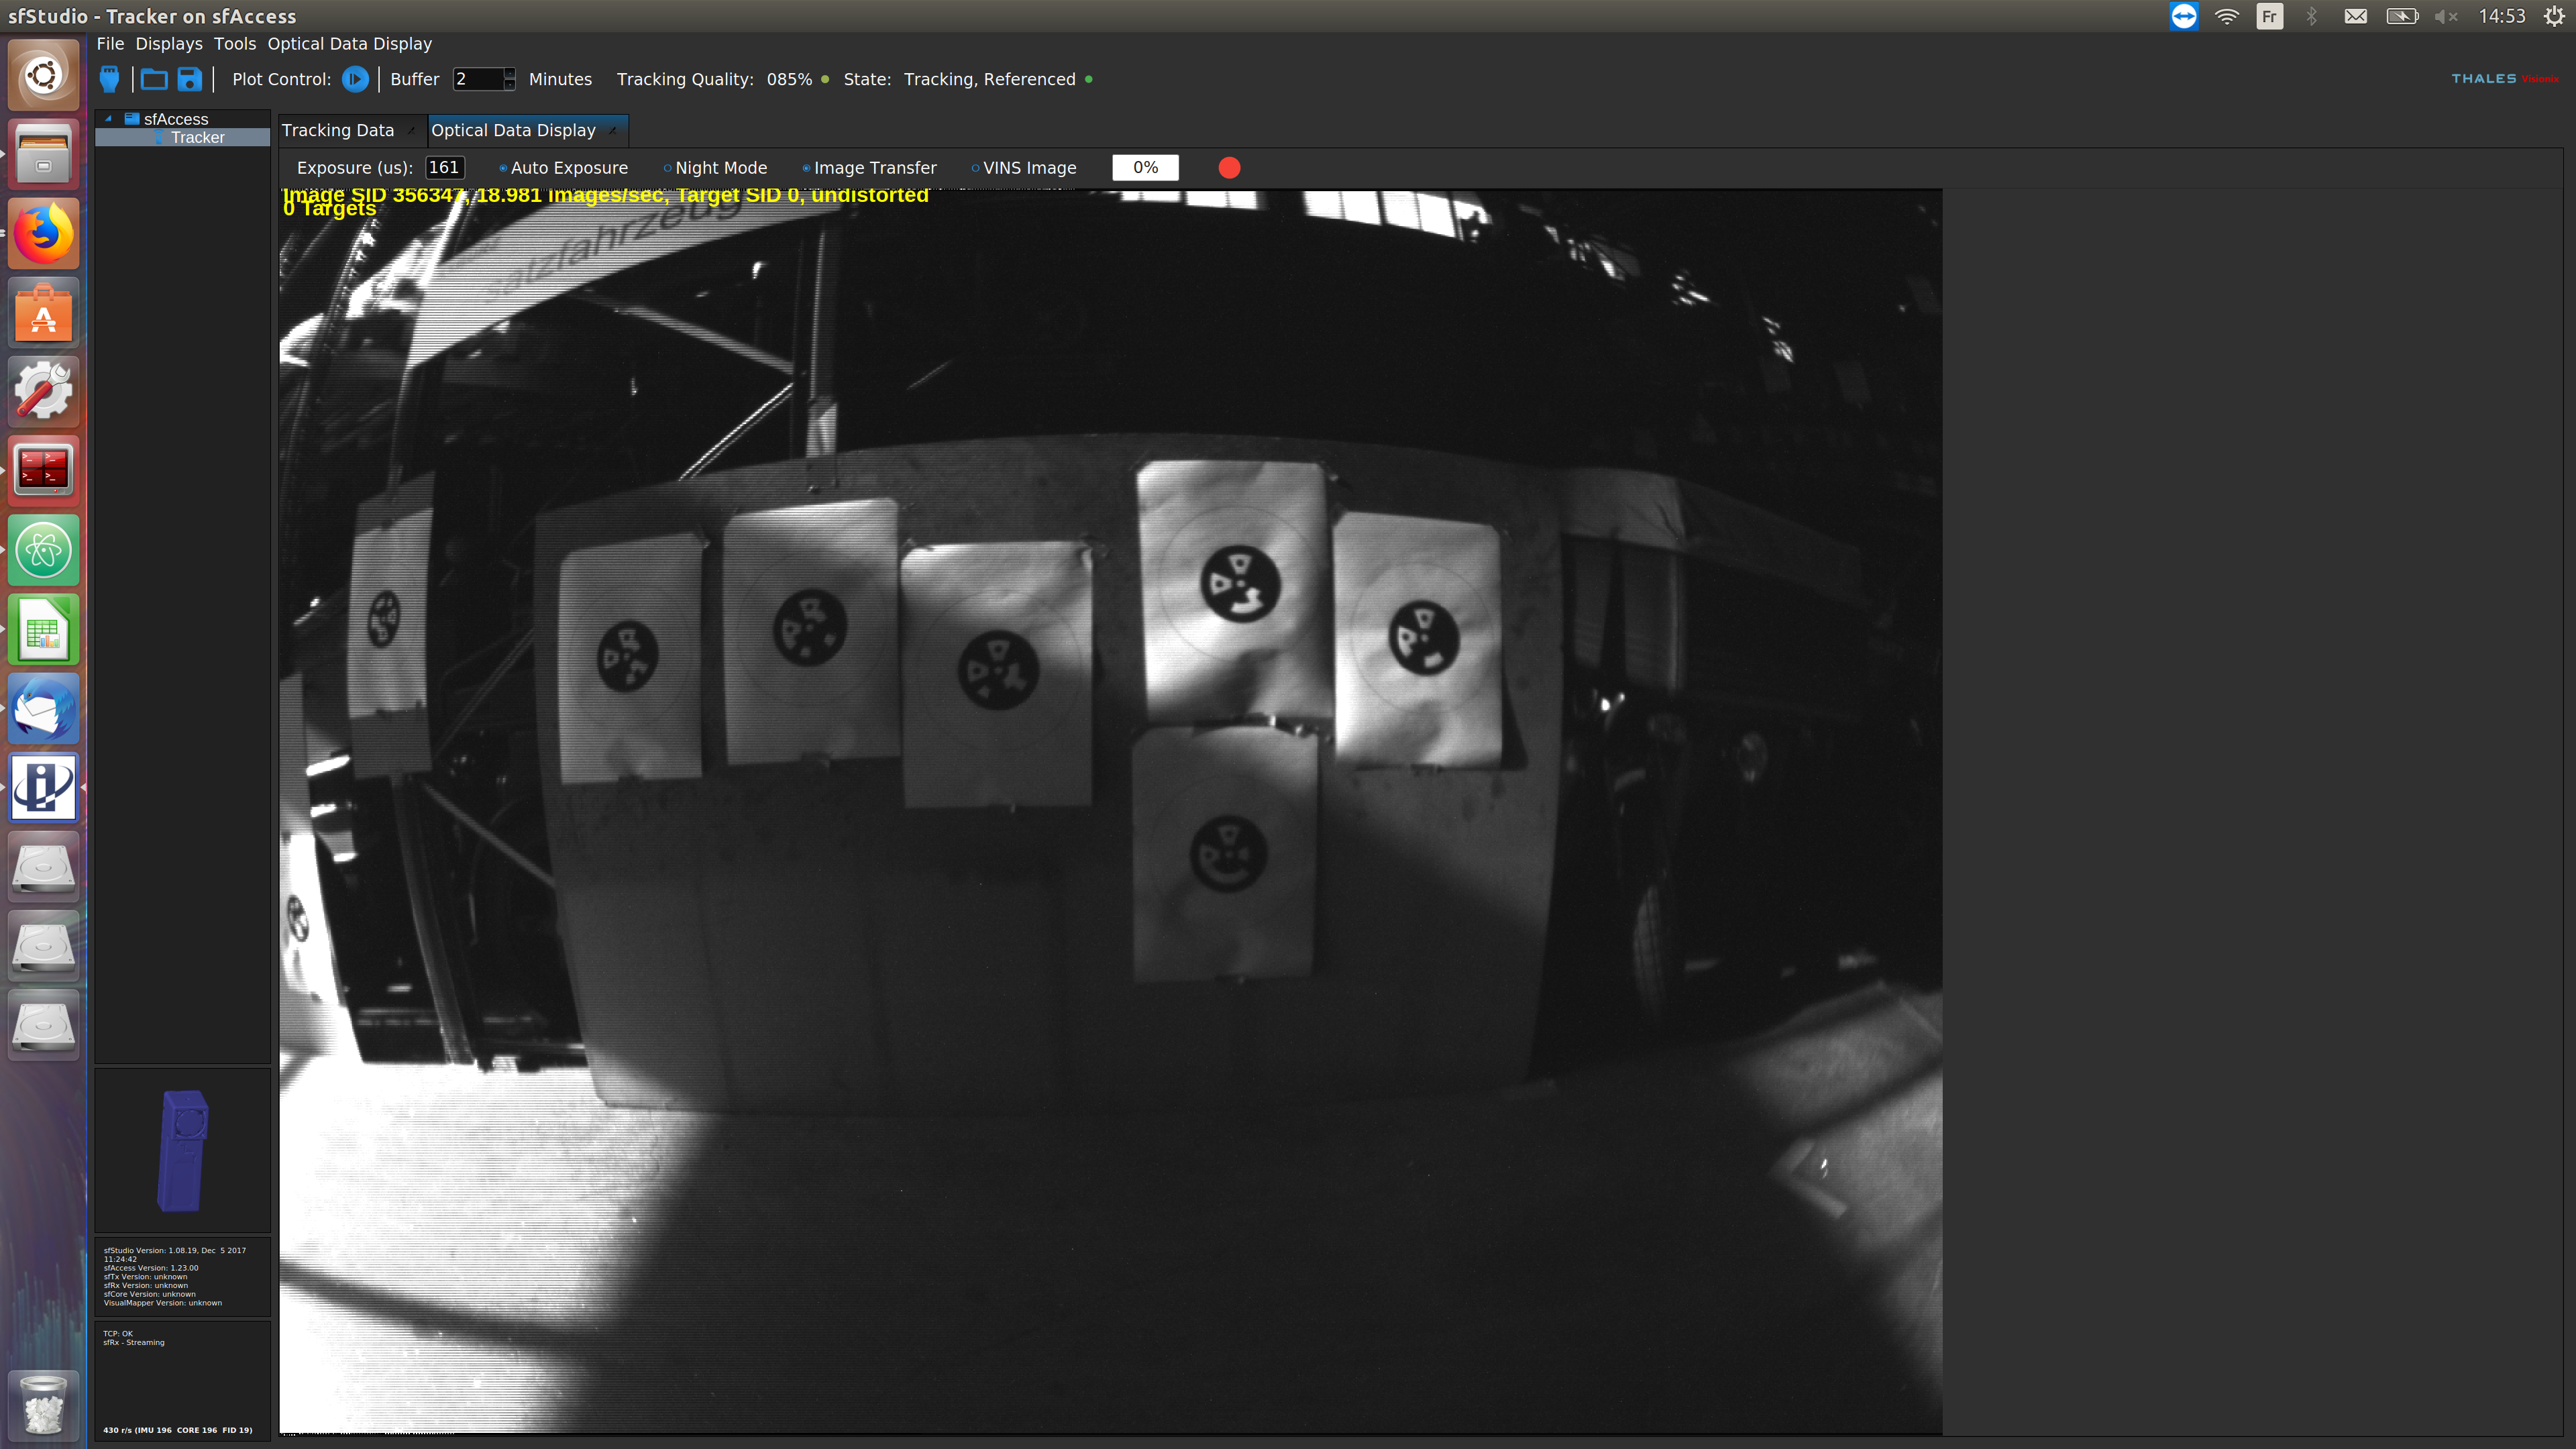 sfStudio - Tracker on sfAccess
Fr
14:53
File Displays Tools Optical Data Display
Plot Control: Buffer 2 Minutes Tracking Quality: 085% State: Tracking, Referenced
THALES Visionix
sfAccess
Tracker
Tracking Data
Optical Data Display
Exposure (us): 161 Auto Exposure Night Mode Image Transfer VINS Image 0%
Image SID 356347, 18.981 images/sec, Target SID 0, undistorted
0 Targets
satzfahrzeug
sfStudio Version: 1.08.19, Dec 5 2017
11:24:42
sfAccess Version: 1.23.00
sfTx Version: unknown
sfRx Version: unknown
sfCore Version: unknown
VisualMapper Version: unknown
TCP: OK
sfRx - Streaming
430 r/s (IMU 196 CORE 196 FID 19)